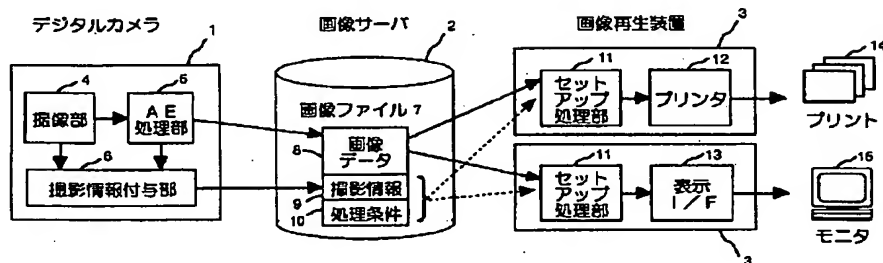 デジタルカメラ
画像サーバ
画像再生装置
1
2
3
4
5
撮像部
AE
処理部
6
撮影情報付与部
画像ファイル 7
画像
データ
8
撮影情報
9
処理条件
10
11
セット
アップ
処理部
12
プリンタ
14
プリント
11
セット
アップ
処理部
13
表示
I/F
15
モニタ
3